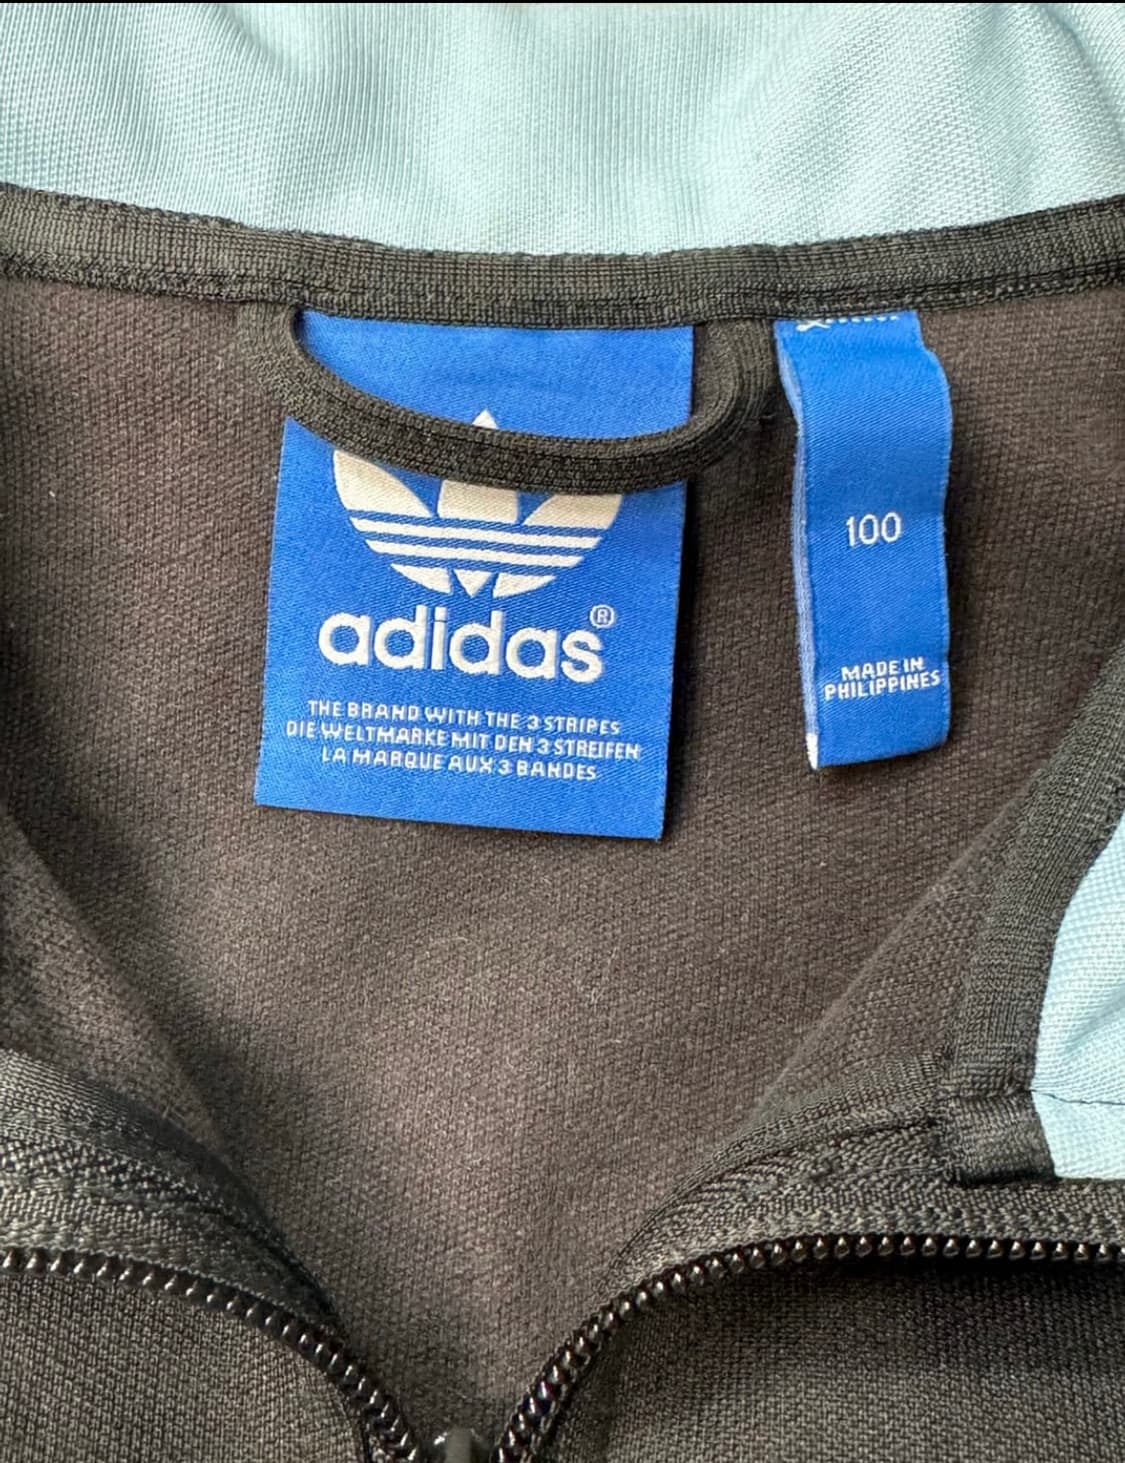 adidas®
THE BRAND WITH THE 3 STRIPES
DIE WELTMARKE MIT DEN 3 STREIFEN
LA MARQUE AUX 3 BANDES
100
MADE IN
PHILIPPINES